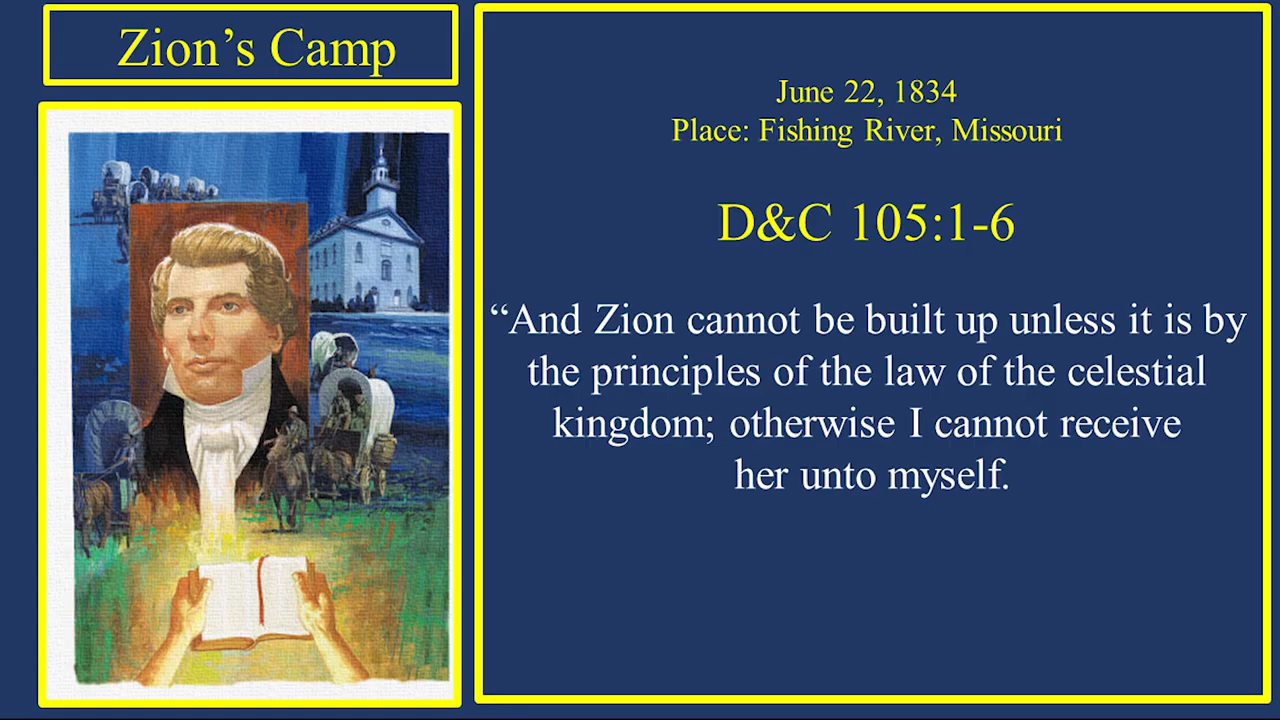 Zion’s Camp
June 22, 1834
Place: Fishing River, Missouri
D&C 105:1-6
“And Zion cannot be built up unless it is by
the principles of the law of the celestial
kingdom; otherwise I cannot receive
her unto myself.